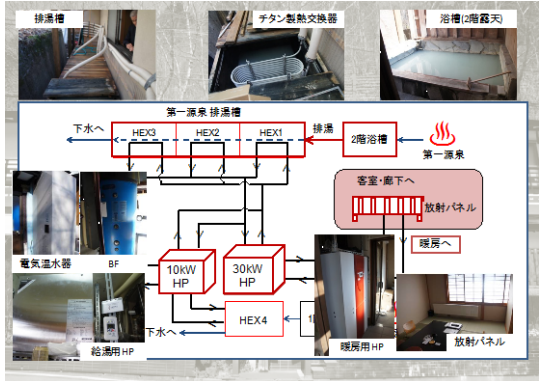 排湯槽
チタン製熱交換器
浴槽(2階露天)
第一源泉 排湯槽
下水へ
HEX3
HEX2
HEX1
排湯
2階浴槽
第一源泉
客室・廊下へ
放射パネル
暖房へ
電気温水器
BF
10kW
HP
30kW
HP
給湯用HP
下水へ
HEX4
暖房用HP
放射パネル